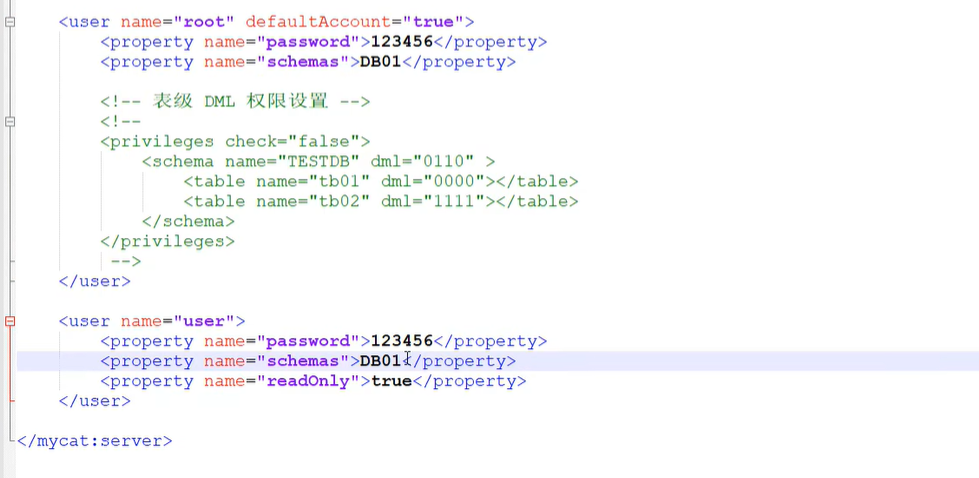 <user name="root" defaultAccount="true">
<property name="password">123456</property>
<property name="schemas">DB01</property>
<!-- 表级 DML 权限设置 -->
<!--
<privileges check="false">
<schema name="TESTDB" dml="0110" >
<table name="tb01" dml="0000"></table>
<table name="tb02" dml="1111"></table>
</schema>
</privileges>
-->
</user>
<user name="user">
<property name="password">123456</property>
<property name="schemas">DB01</property>
<property name="readOnly">true</property>
</user>
</mycat:server>